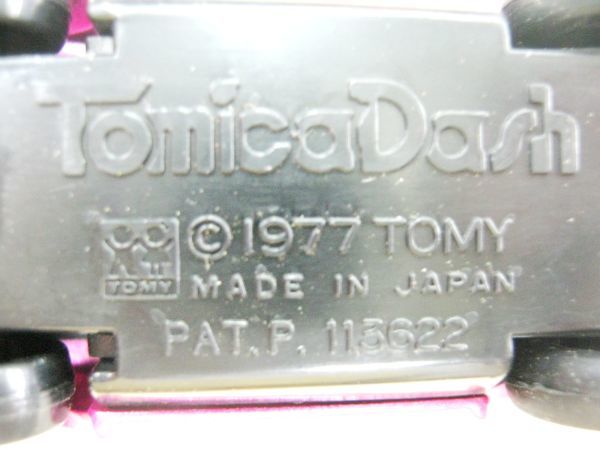 TomicaDash
© 1977 TOMY
TOMY
MADE IN JAPAN
PAT. P. 113622